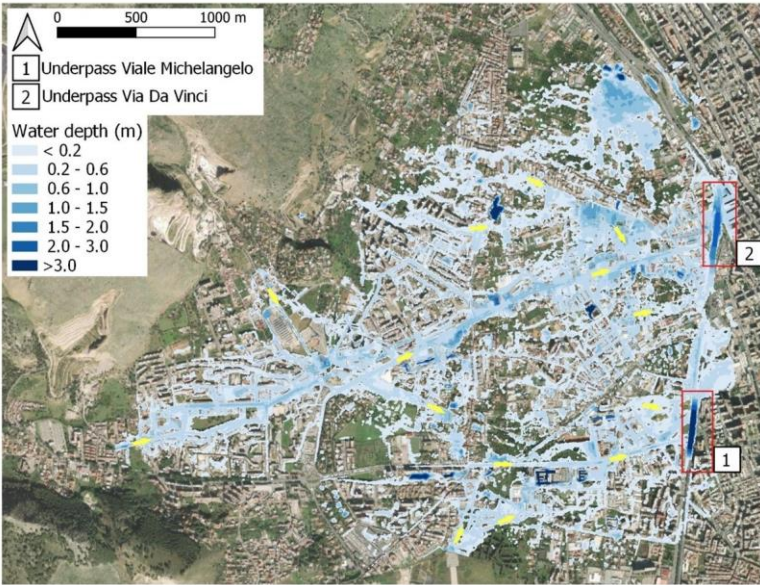 0 500 1000 m
1 Underpass Viale Michelangelo
2 Underpass Via Da Vinci
Water depth (m)
< 0.2
0.2 - 0.6
0.6 - 1.0
1.0 - 1.5
1.5 - 2.0
2.0 - 3.0
>3.0
2
1